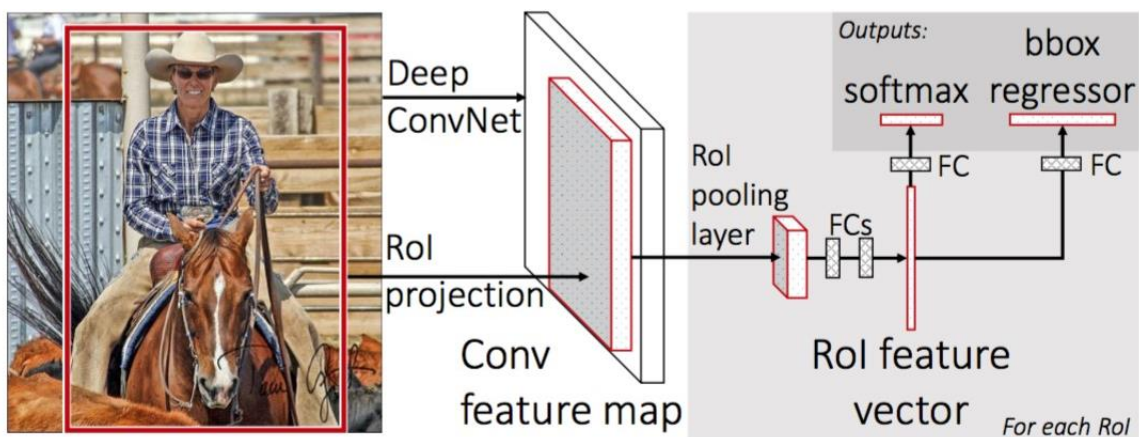 Deep
ConvNet
RoI
projection
Conv
feature map
RoI
pooling
layer
FCs
RoI feature
vector
For each RoI
Outputs:
softmax
bbox
regressor
FC
FC